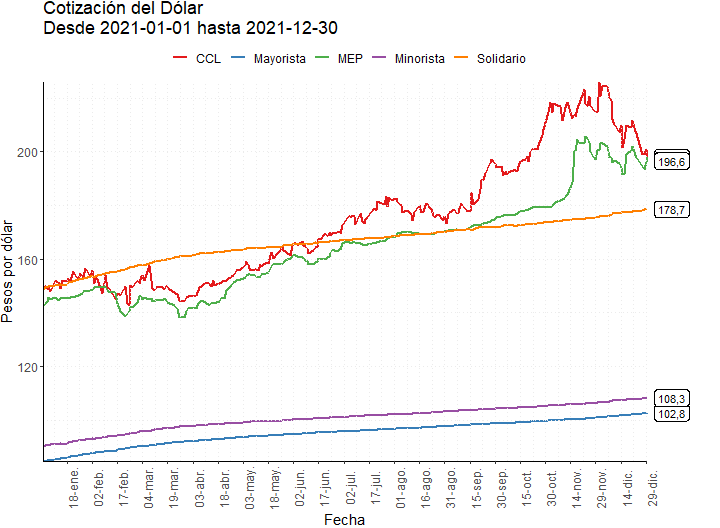 Cotización del Dólar
Desde 2021-01-01 hasta 2021-12-30
CCL Mayorista MEP Minorista Solidario
Pesos por dólar
200
160
120
196,6
178,7
108,3
102,8
18-ene. 02-feb. 17-feb. 04-mar. 19-mar. 03-abr. 18-abr. 03-may. 18-may. 02-jun. 17-jun. 02-jul. 17-jul. 01-ago. 16-ago. 31-ago. 15-sep. 30-sep. 15-oct. 30-oct. 14-nov. 29-nov. 14-dic. 29-dic.
Fecha